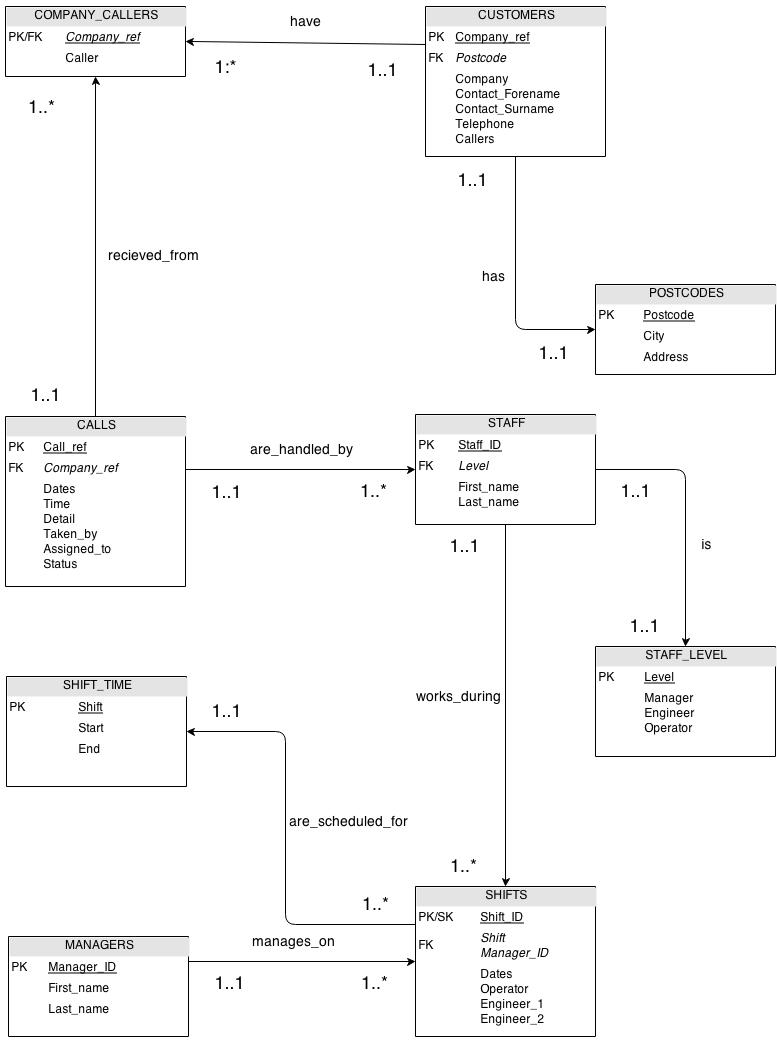 COMPANY_CALLERS
PK/FK Company_ref
Caller
have
1:*
1..1
CUSTOMERS
PK Company_ref
FK Postcode
Company
Contact_Forename
Contact_Surname
Telephone
Callers
1..*
1..1
recieved_from
has
POSTCODES
PK Postcode
City
Address
1..1
1..1
CALLS
PK Call_ref
FK Company_ref
Dates
Time
Detail
Taken_by
Assigned_to
Status
are_handled_by
1..1
1..*
STAFF
PK Staff_ID
FK Level
First_name
Last_name
1..1
1..1
is
1..1
STAFF_LEVEL
PK Level
Manager
Engineer
Operator
works_during
SHIFT_TIME
PK Shift
Start
End
1..1
are_scheduled_for
1..*
1..*
SHIFTS
PK/SK Shift_ID
FK Shift
Manager_ID
Dates
Operator
Engineer_1
Engineer_2
MANAGERS
PK Manager_ID
First_name
Last_name
manages_on
1..1
1..*